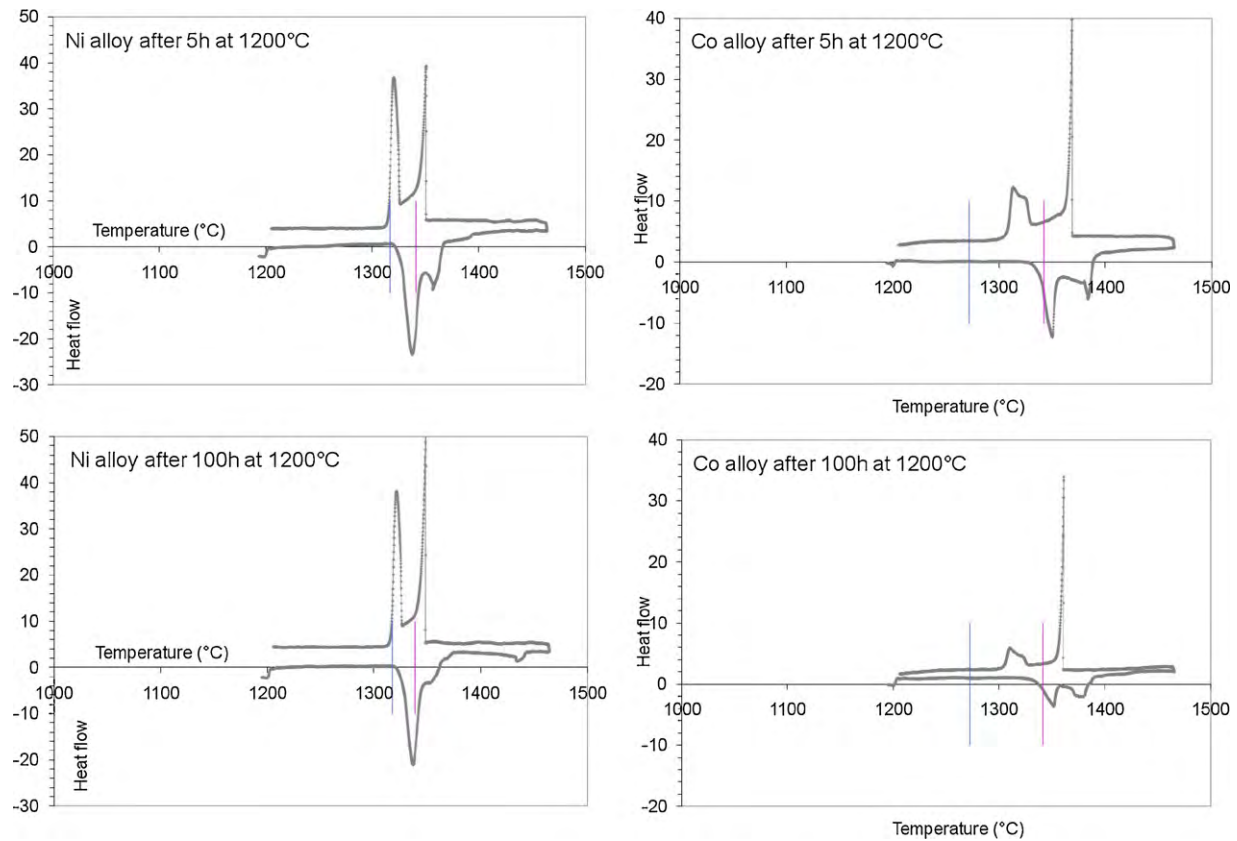 50
Ni alloy after 5h at 1200°C
40
30
20
10
Temperature (°C)
0
1000 1100 1200 1300 1400 1500
-10
Heat flow
-20
-30
40
Co alloy after 5h at 1200°C
30
20
Heat flow
10
0
1000 1100 1200 1300 1400 1500
-10
-20
Temperature (°C)
50
Ni alloy after 100h at 1200°C
40
30
20
10
Temperature (°C)
0
1000 1100 1200 1300 1400 1500
-10
Heat flow
-20
-30
40
Co alloy after 100h at 1200°C
30
20
Heat flow
10
0
1000 1100 1200 1300 1400 1500
-10
-20
Temperature (°C)